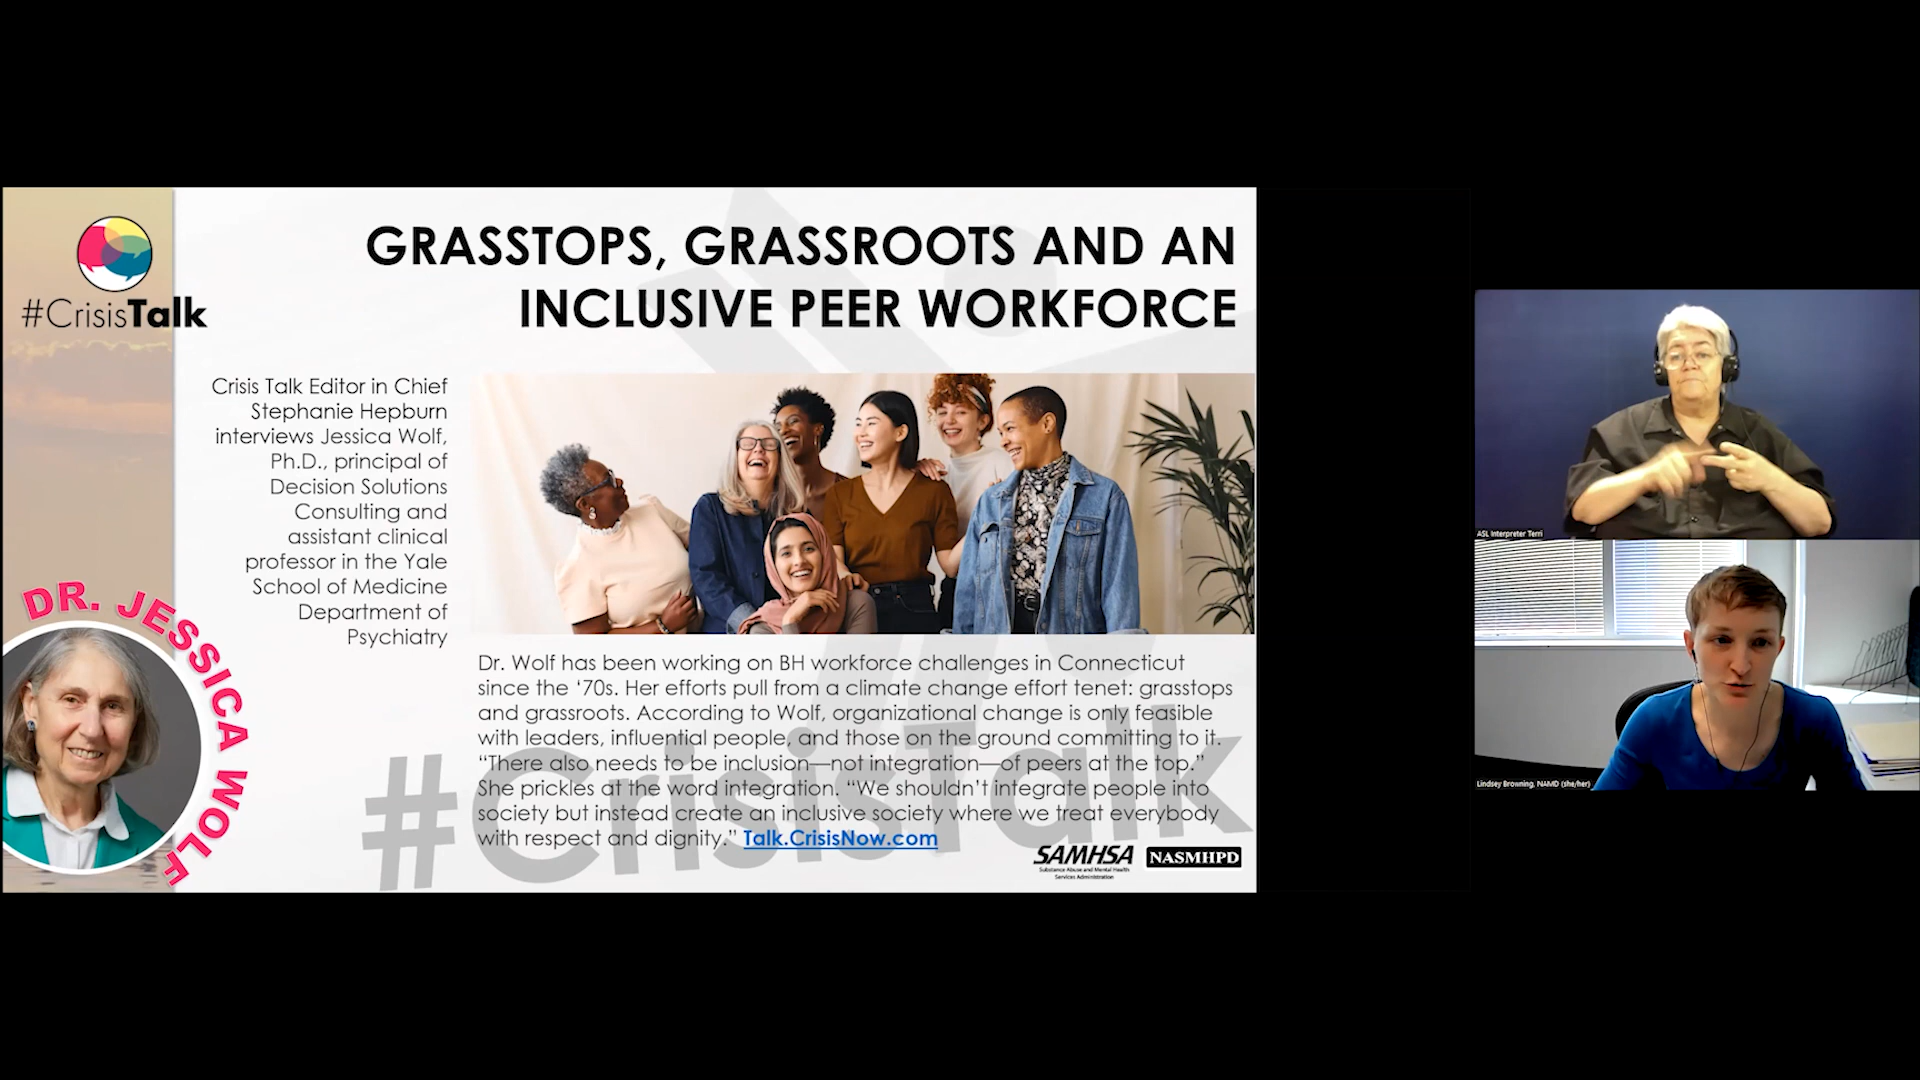 GRASSTOPS, GRASSROOTS AND AN
INCLUSIVE PEER WORKFORCE
#CrisisTalk
Crisis Talk Editor in Chief
Stephanie Hepburn
interviews Jessica Wolf,
Ph.D., principal of
Decision Solutions
Consulting and
assistant clinical
professor in the Yale
School of Medicine
Department of
Psychiatry
DR. JESSICA WOLF
Dr. Wolf has been working on BH workforce challenges in Connecticut
since the ‘70s. Her efforts pull from a climate change effort tenet: grasstops
and grassroots. According to Wolf, organizational change is only feasible
with leaders, influential people, and those on the ground committing to it.
“There also needs to be inclusion—not integration—of peers at the top.”
She prickles at the word integration. “We shouldn’t integrate people into
society but instead create an inclusive society where we treat everybody
with respect and dignity.” Talk.CrisisNow.com
#CrisisTalk
SAMHSA
Substance Abuse and Mental Health
Services Administration
NASMHPD
ASL Interpreter Terri
Lindsey Browning, NAMD (she/her)